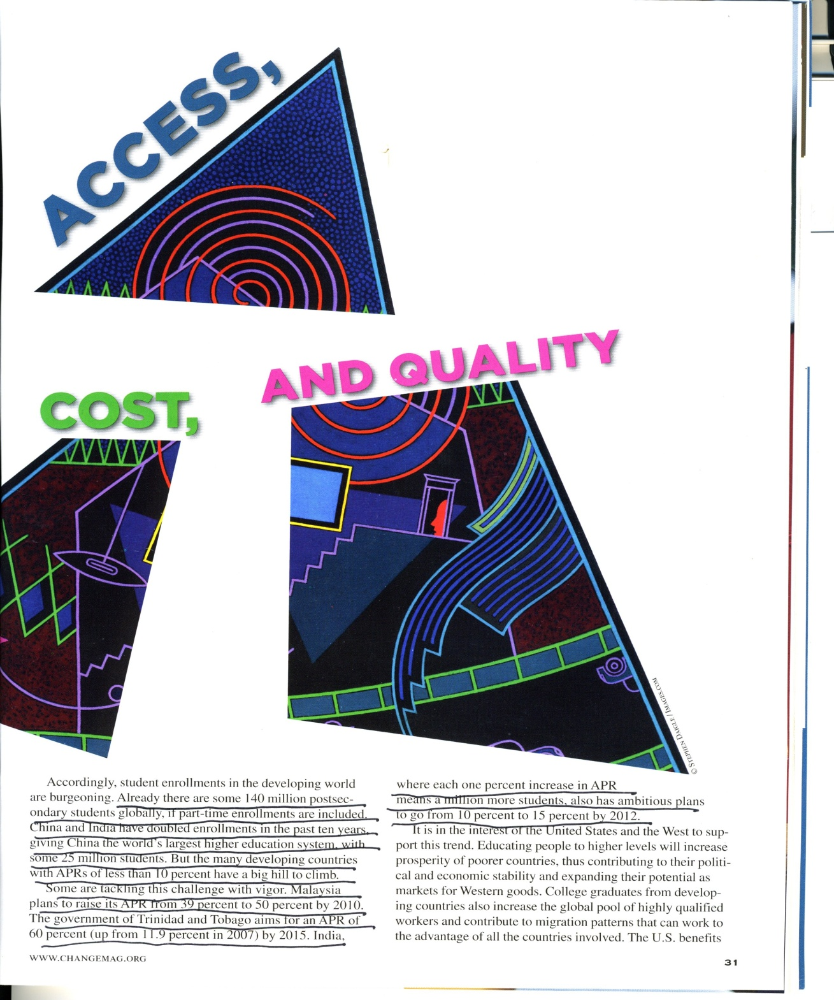 ACCESS,
COST,
AND QUALITY
© STEPHEN DAIGLE / IMAGES.COM
Accordingly, student enrollments in the developing world
are burgeoning. Already there are some 140 million postsec-
ondary students globally, if part-time enrollments are included.
China and India have doubled enrollments in the past ten years,
giving China the world's largest higher education system, with
some 25 million students. But the many developing countries
with APRs of less than 10 percent have a big hill to climb.
Some are tackling this challenge with vigor. Malaysia
plans to raise its APR from 39 percent to 50 percent by 2010.
The government of Trinidad and Tobago aims for an APR of
60 percent (up from 11.9 percent in 2007) by 2015. India,
where each one percent increase in APR
means a million more students, also has ambitious plans
to go from 10 percent to 15 percent by 2012.
It is in the interest of the United States and the West to sup-
port this trend. Educating people to higher levels will increase
prosperity of poorer countries, thus contributing to their politi-
cal and economic stability and expanding their potential as
markets for Western goods. College graduates from develop-
ing countries also increase the global pool of highly qualified
workers and contribute to migration patterns that can work to
the advantage of all the countries involved. The U.S. benefits
WWW.CHANGEMAG.ORG
31